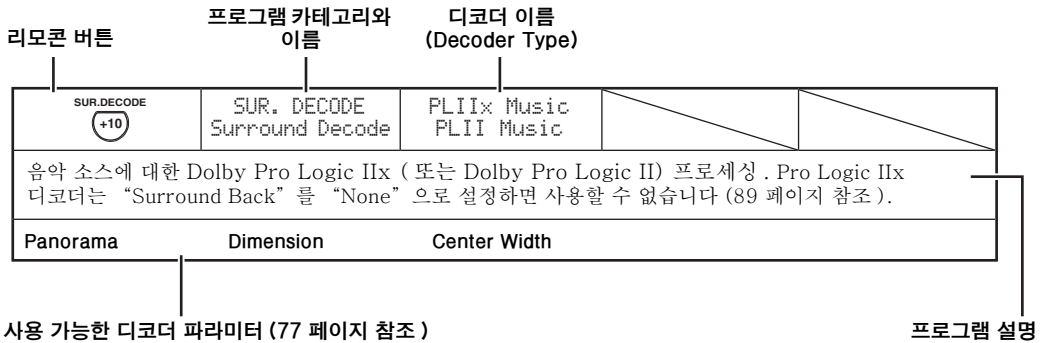 리모콘 버튼
프로그램 카테고리와
이름
디코더 이름
(Decoder Type)
SUR.DECODE
+10
SUR. DECODE
Surround Decode
PLIIx Music
PLII Music
음악 소스에 대한 Dolby Pro Logic IIx ( 또는 Dolby Pro Logic II) 프로세싱 . Pro Logic IIx
디코더는 “Surround Back”를 “None”으로 설정하면 사용할 수 없습니다 (89 페이지 참조 ).
Panorama Dimension Center Width
사용 가능한 디코더 파라미터 (77 페이지 참조 )
프로그램 설명